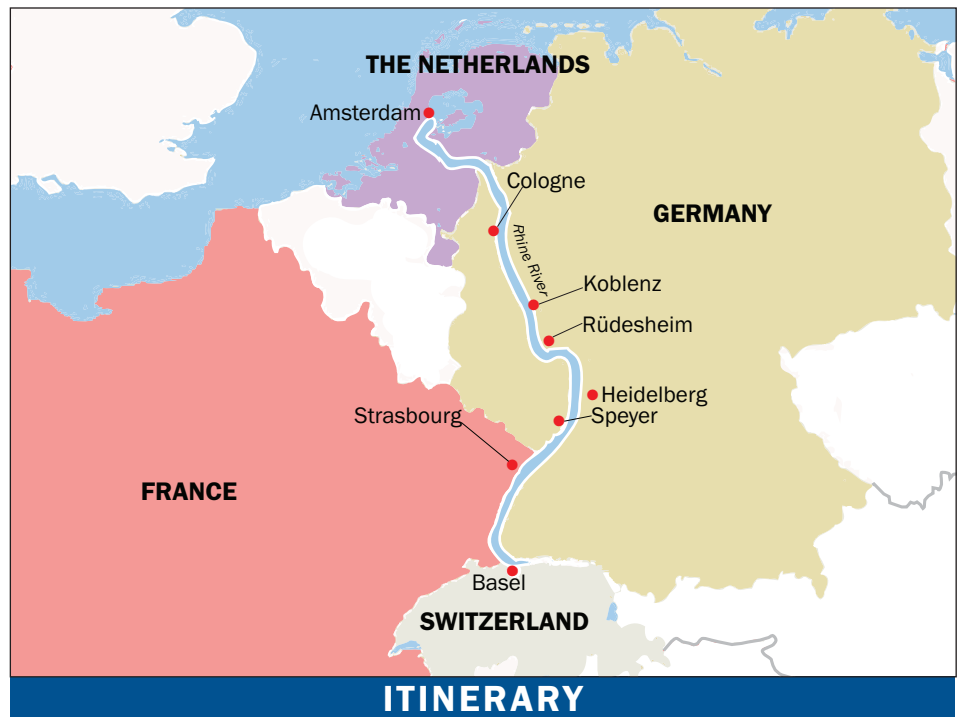 THE NETHERLANDS
Amsterdam
Cologne
GERMANY
Rhine River
Koblenz
Rüdesheim
Heidelberg
Speyer
Strasbourg
FRANCE
Basel
SWITZERLAND
ITINERARY